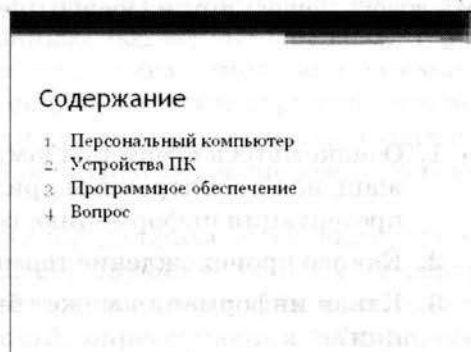 Содержание
1. Персональный компьютер
2. Устройства ПК
3. Программное обеспечение
4. Вопрос